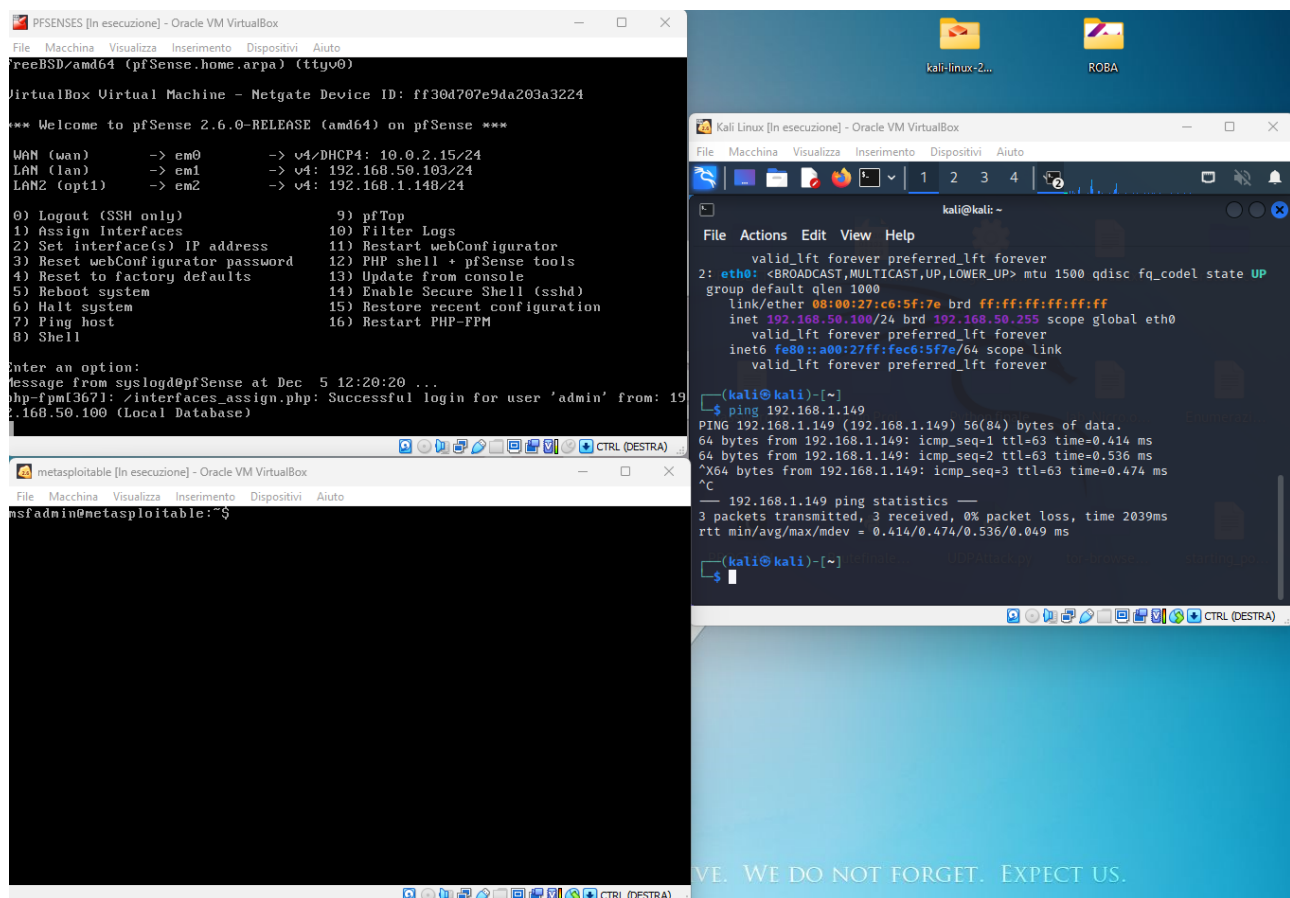 PFSENSES [In esecuzione] - Oracle VM VirtualBox
File Macchina Visualizza Inserimento Dispositivi Aiuto
FreeBSD/amd64 (pfSense.home.arpa) (ttyv0)
VirtualBox Virtual Machine - Netgate Device ID: ff30d707e9da203a3224
*** Welcome to pfSense 2.6.0-RELEASE (amd64) on pfSense ***
WAN (wan) -> em0 -> v4/DHCP4: 10.0.2.15/24
LAN (lan) -> em1 -> v4: 192.168.50.103/24
LAN2 (opt1) -> em2 -> v4: 192.168.1.148/24
0) Logout (SSH only) 9) pfTop
1) Assign Interfaces 10) Filter Logs
2) Set interface(s) IP address 11) Restart webConfigurator
3) Reset webConfigurator password 12) PHP shell + pfSense tools
4) Reset to factory defaults 13) Update from console
5) Reboot system 14) Enable Secure Shell (sshd)
6) Halt system 15) Restore recent configuration
7) Ping host 16) Restart PHP-FPM
8) Shell
Enter an option:
Message from syslogd@pfSense at Dec 5 12:20:20 ...
php-fpm[367]: /interfaces_assign.php: Successful login for user 'admin' from: 19
2.168.50.100 (Local Database)
CTRL (DESTRA)
metasploitable [In esecuzione] - Oracle VM VirtualBox
File Macchina Visualizza Inserimento Dispositivi Aiuto
msfadmin@metasploitable:~$
CTRL (DESTRA)
kali-linux-2...
ROBA
Kali Linux [In esecuzione] - Oracle VM VirtualBox
File Macchina Visualizza Inserimento Dispositivi Aiuto
1 2 3 4
kali@kali: ~
File Actions Edit View Help
valid_lft forever preferred_lft forever
2: eth0: <BROADCAST,MULTICAST,UP,LOWER_UP> mtu 1500 qdisc fq_codel state UP
group default qlen 1000
link/ether 08:00:27:c6:5f:7e brd ff:ff:ff:ff:ff:ff
inet 192.168.50.100/24 brd 192.168.50.255 scope global eth0
valid_lft forever preferred_lft forever
inet6 fe80::a00:27ff:fec6:5f7e/64 scope link
valid_lft forever preferred_lft forever
┌──(kali㉿kali)-[~]
└─$ ping 192.168.1.149
PING 192.168.1.149 (192.168.1.149) 56(84) bytes of data.
64 bytes from 192.168.1.149: icmp_seq=1 ttl=63 time=0.414 ms
64 bytes from 192.168.1.149: icmp_seq=2 ttl=63 time=0.536 ms
^X64 bytes from 192.168.1.149: icmp_seq=3 ttl=63 time=0.474 ms
^C
— 192.168.1.149 ping statistics —
3 packets transmitted, 3 received, 0% packet loss, time 2039ms
rtt min/avg/max/mdev = 0.414/0.474/0.536/0.049 ms
┌──(kali㉿kali)-[~]
└─$
CTRL (DESTRA)
VE. WE DO NOT FORGET. EXPECT US.